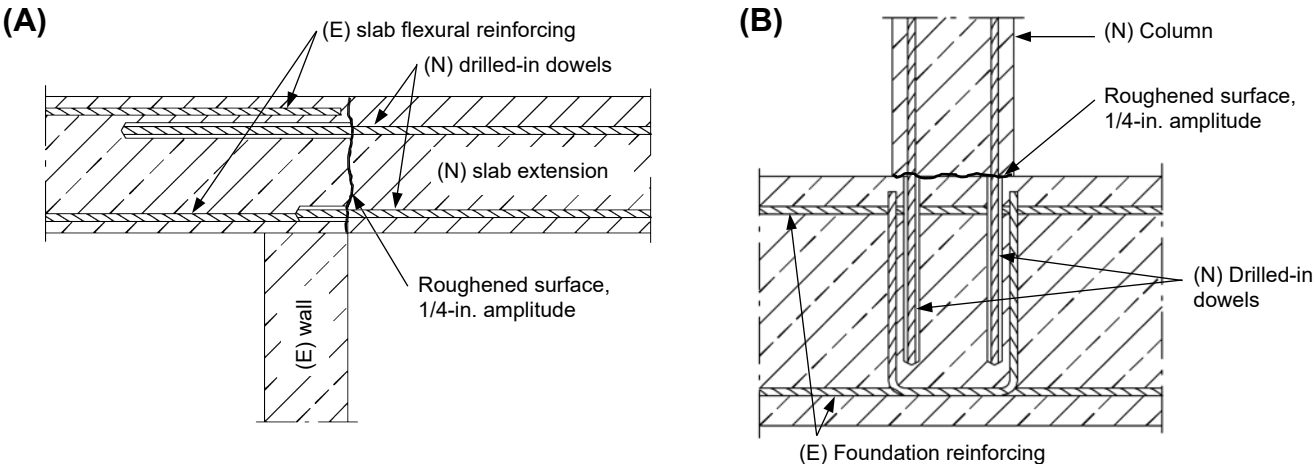 (A)
(E) slab flexural reinforcing
(N) drilled-in dowels
(N) slab extension
Roughened surface,
1/4-in. amplitude
(E) wall
(B)
(N) Column
Roughened surface,
1/4-in. amplitude
(N) Drilled-in
dowels
(E) Foundation reinforcing